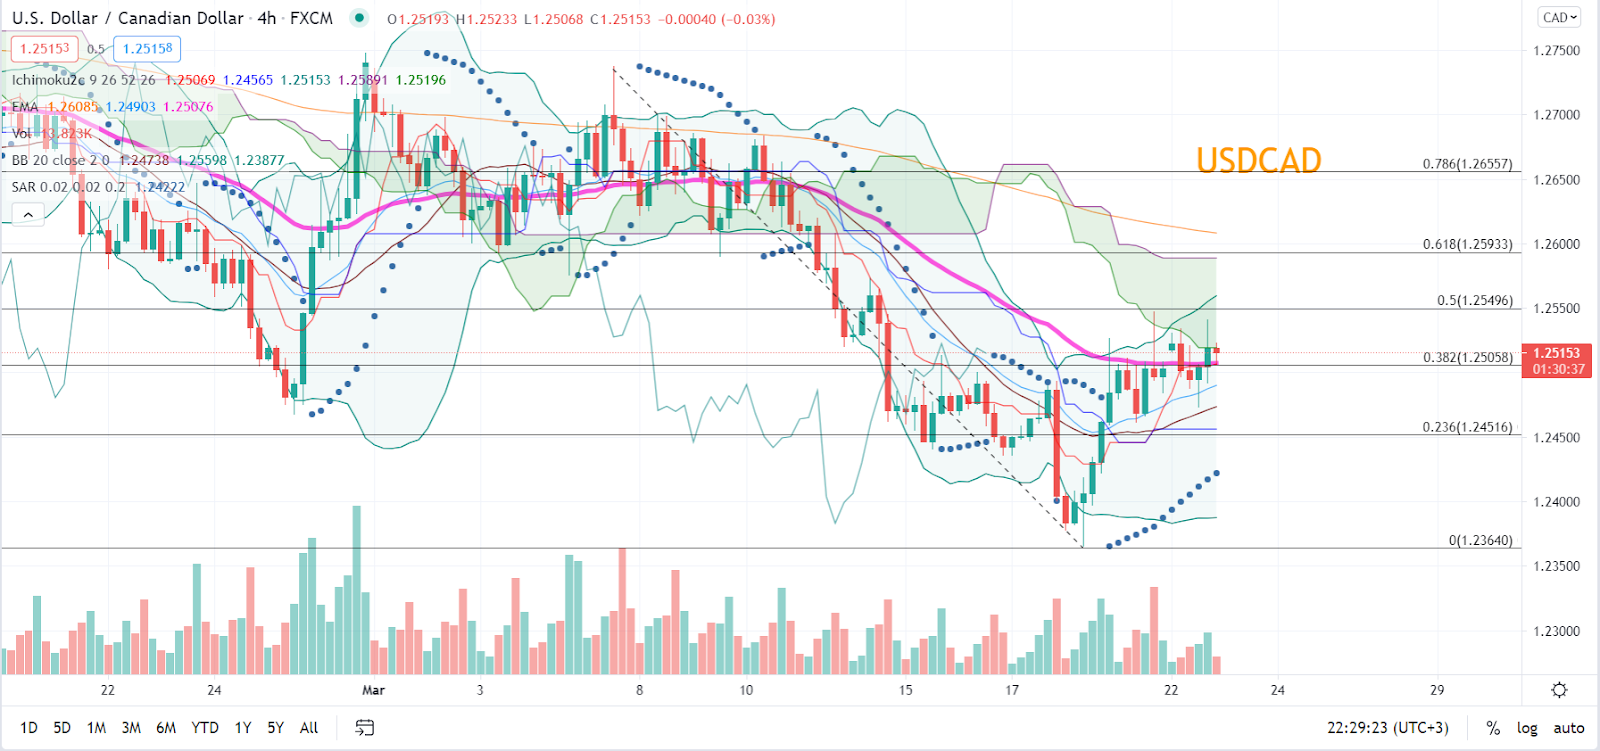 U.S. Dollar / Canadian Dollar · 4h · FXCM O1.25193 H1.25233 L1.25068 C1.25153 -0.00040 (-0.03%)
CAD
1.25153 0.5 1.25158
Ichimoku2c 9 26 52 26 1.25069 1.24565 1.25153 1.25891 1.25196
EMA 1.26085 1.24903 1.25076
Vol 13.823K
BB 20 close 2 0 1.24738 1.25598 1.23877
SAR 0.02 0.02 0.2 1.24222
USDCAD
0.786(1.26557)
0.618(1.25933)
0.5(1.25496)
0.382(1.25058)
0.236(1.24516)
0(1.23640)
1.27500
1.27000
1.26500
1.26000
1.25500
1.25153
01:30:37
1.24500
1.24000
1.23500
1.23000
22 24 Mar 3 8 10 15 17 22 24 29
1D 5D 1M 3M 6M YTD 1Y 5Y All 22:29:23 (UTC+3) % log auto